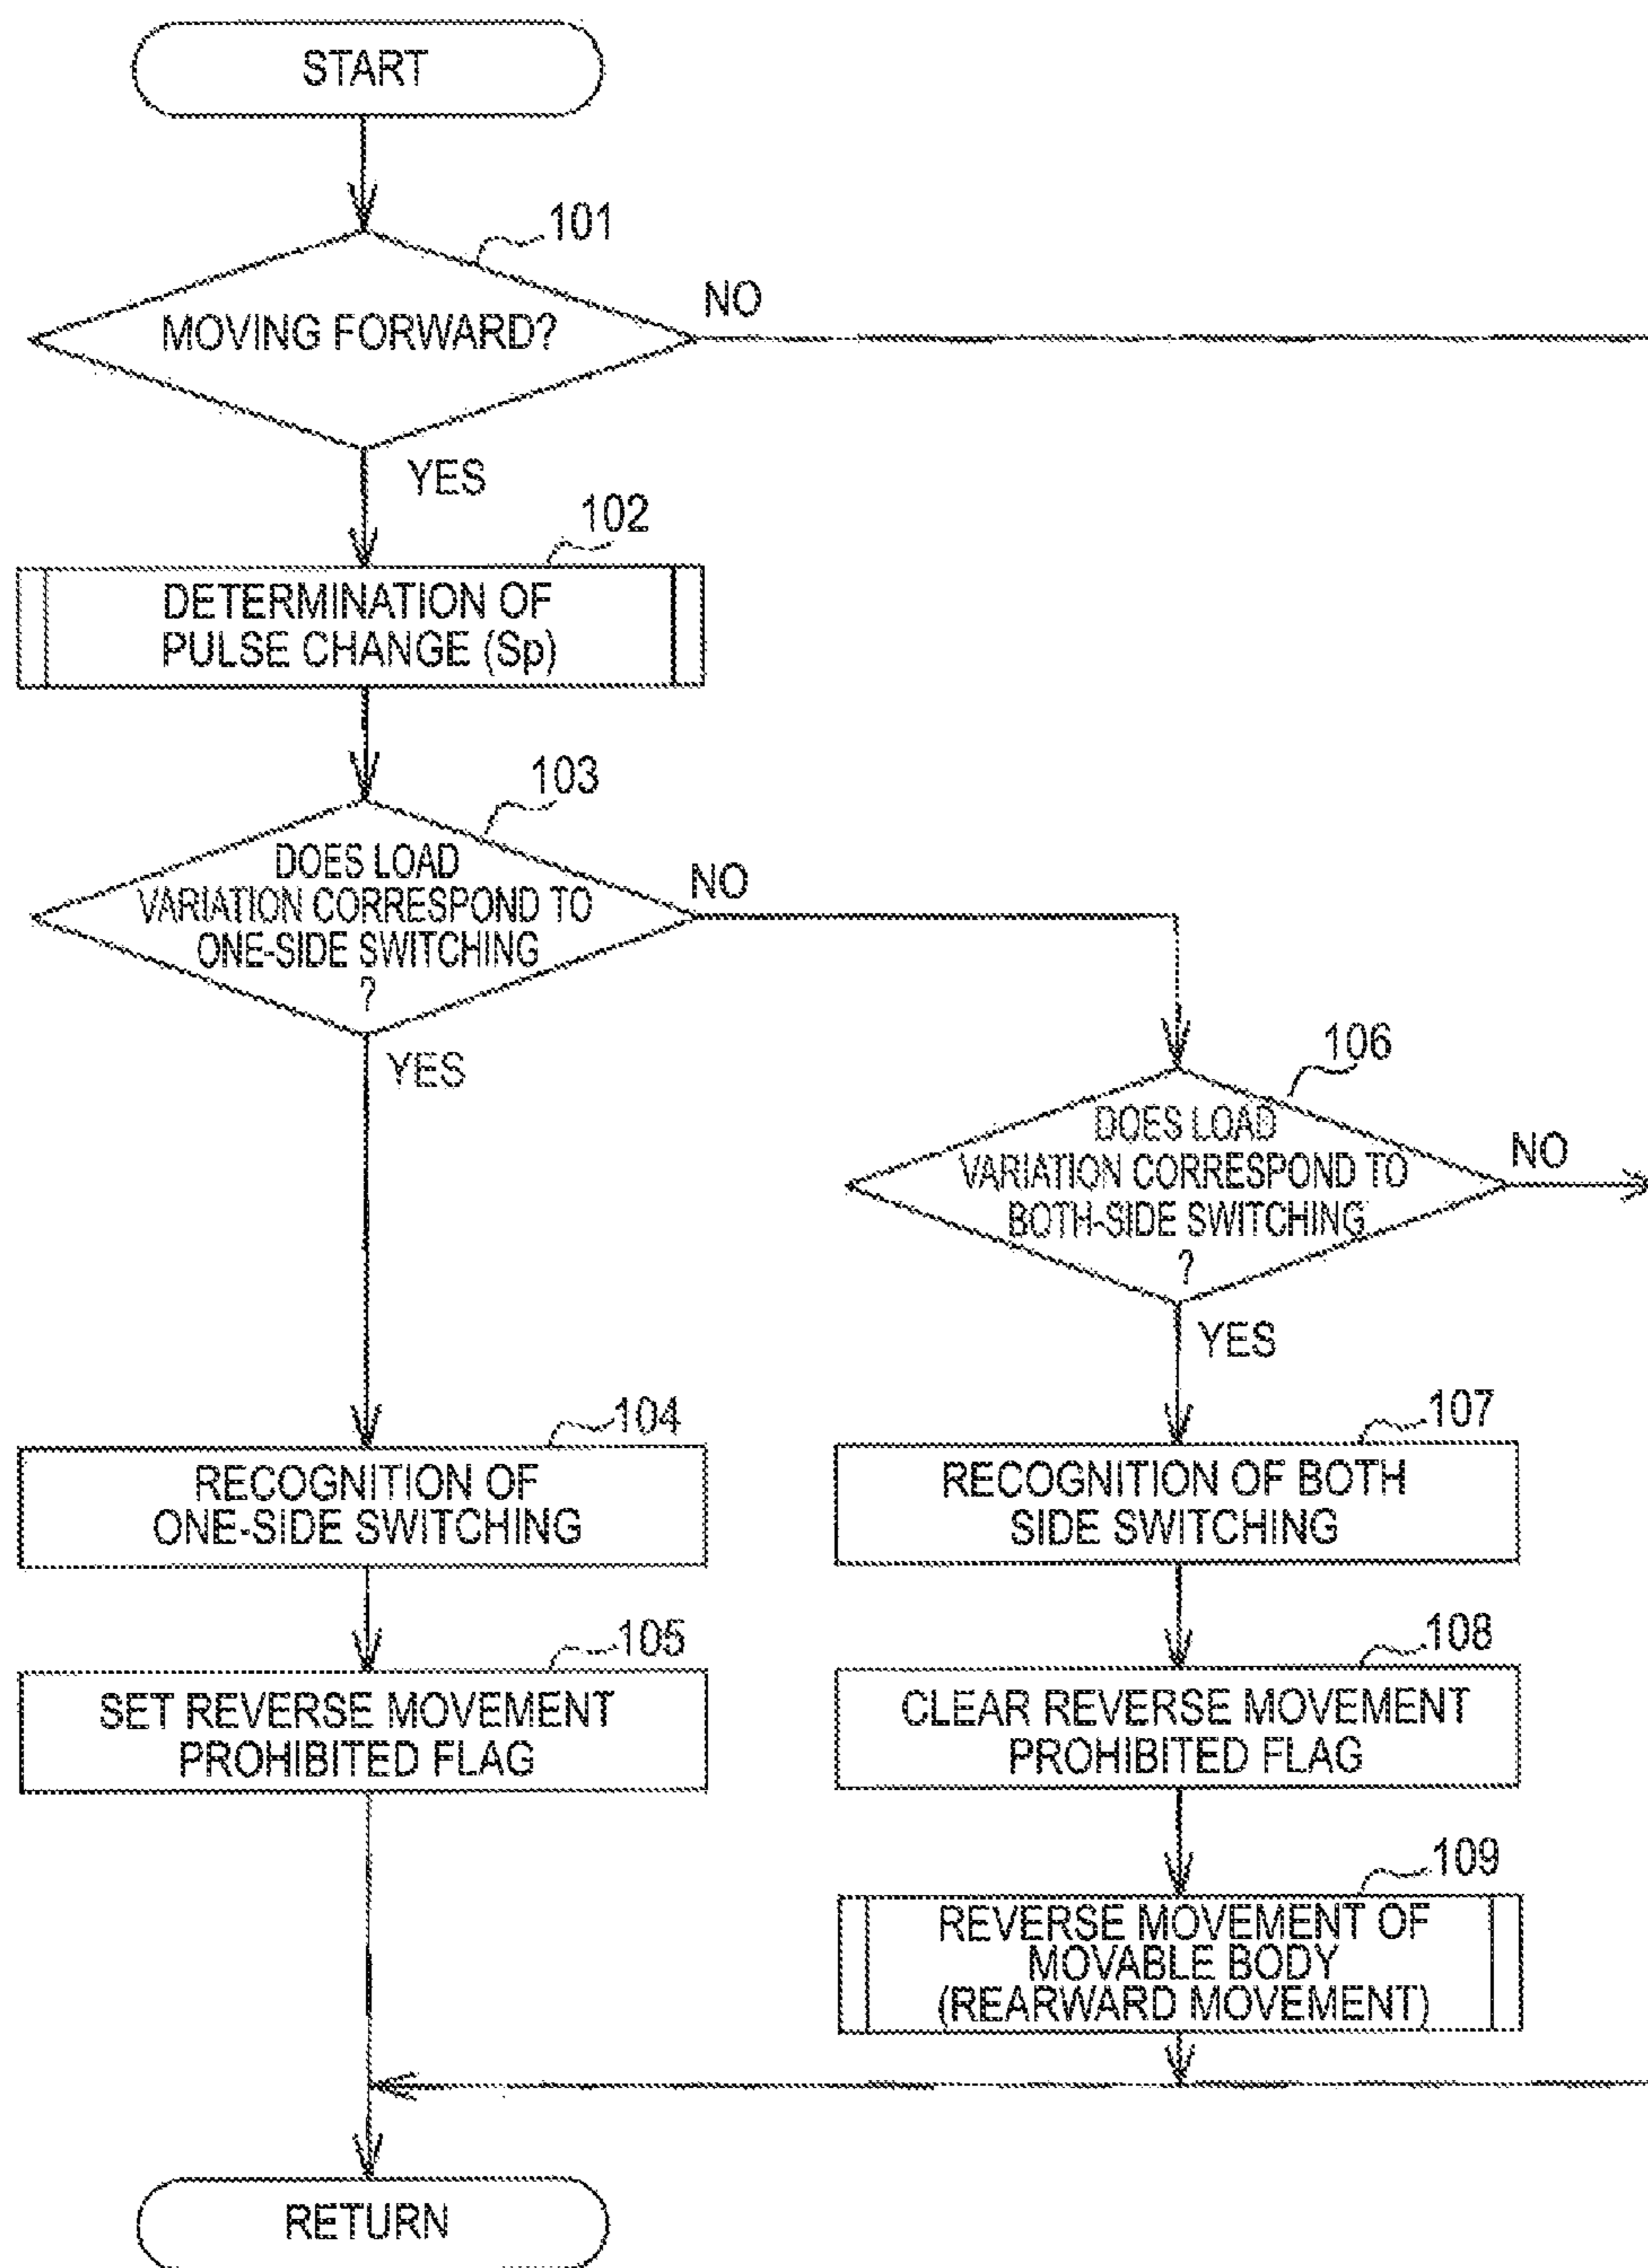 START
101
MOVING FORWARD?
NO
YES
102
DETERMINATION OF
PULSE CHANGE (Sp)
103
DOES LOAD
VARIATION CORRESPOND TO
ONE-SIDE SWITCHING
?
NO
YES
106
DOES LOAD
VARIATION CORRESPOND TO
BOTH-SIDE SWITCHING
?
NO
YES
104
RECOGNITION OF
ONE-SIDE SWITCHING
107
RECOGNITION OF BOTH
SIDE SWITCHING
105
SET REVERSE MOVEMENT
PROHIBITED FLAG
108
CLEAR REVERSE MOVEMENT
PROHIBITED FLAG
109
REVERSE MOVEMENT OF
MOVABLE BODY
(REARWARD MOVEMENT)
RETURN